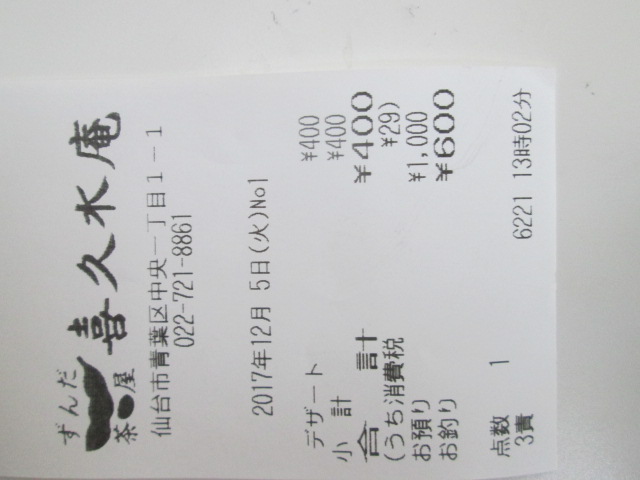 ずんだ茶屋
喜久水庵
仙台市青葉区中央一丁目1-1
022-721-8861
2017年12月 5日(火)No1
デザート ¥400
小 計 ¥400
合 計 ¥400
(うち消費税 ¥29)
お預り ¥1,000
お釣り ¥600
点数 1
3責 6221 13時02分